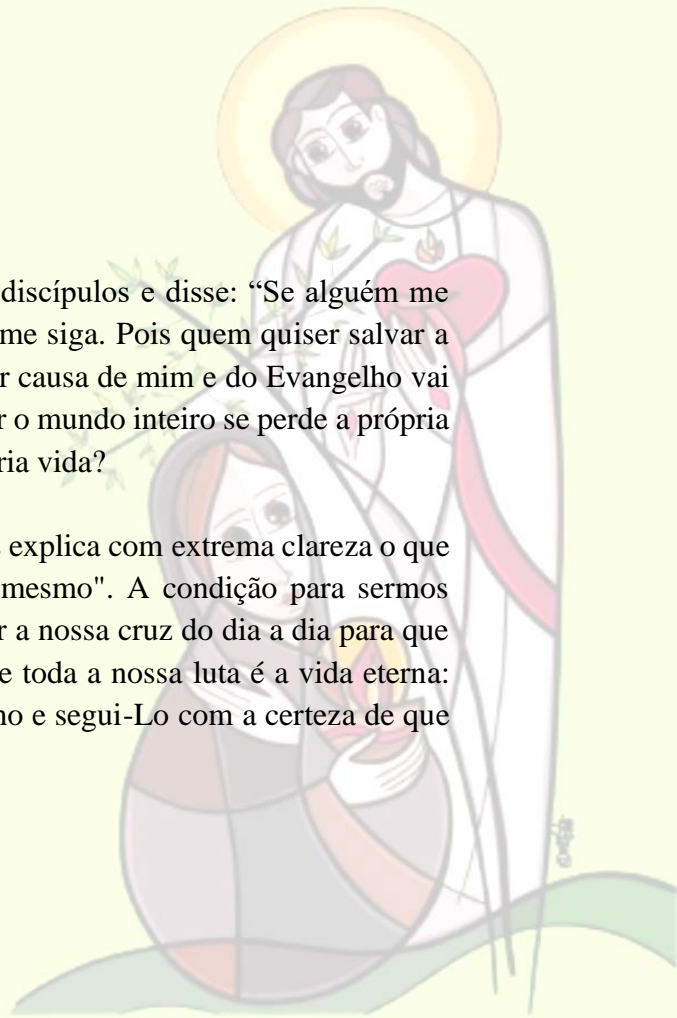 discípulos e disse: “Se alguém me
me siga. Pois quem quiser salvar a
r causa de mim e do Evangelho vai
r o mundo inteiro se perde a própria
ria vida?
explica com extrema clareza o que
mesmo". A condição para sermos
r a nossa cruz do dia a dia para que
e toda a nossa luta é a vida eterna:
no e segui-Lo com a certeza de que